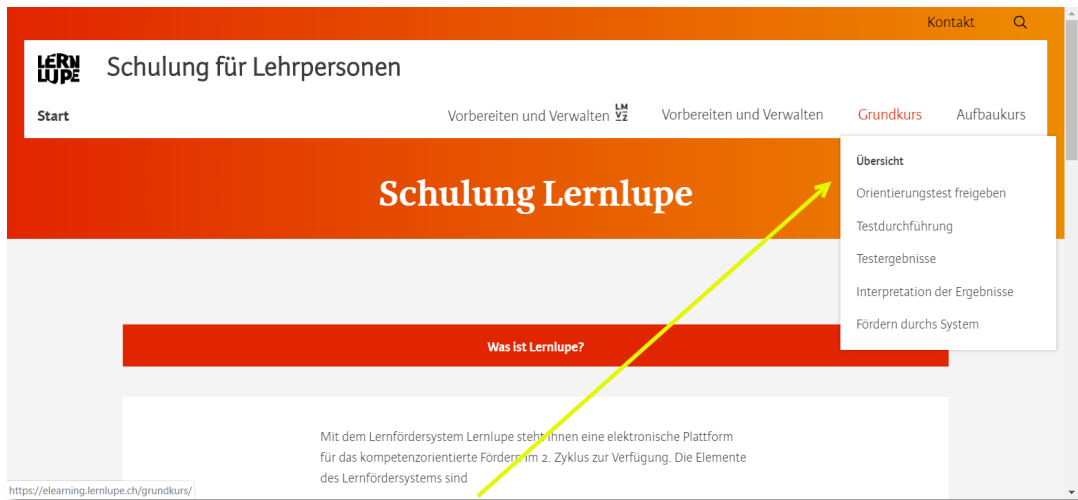 Kontakt
LERN
LUPE
Schulung für Lehrpersonen
Start
Vorbereiten und Verwalten LM
VZ
Vorbereiten und Verwalten
Grundkurs
Aufbaukurs
Übersicht
Orientierungstest freigeben
Testdurchführung
Testergebnisse
Interpretation der Ergebnisse
Fördern durchs System
Schulung Lernlupe
Was ist Lernlupe?
Mit dem Lernfördersystem Lernlupe steht Ihnen eine elektronische Plattform
für das kompetenzorientierte Fördern im 2. Zyklus zur Verfügung. Die Elemente
des Lernfördersystems sind
https://elearning.lernlupe.ch/grundkurs/